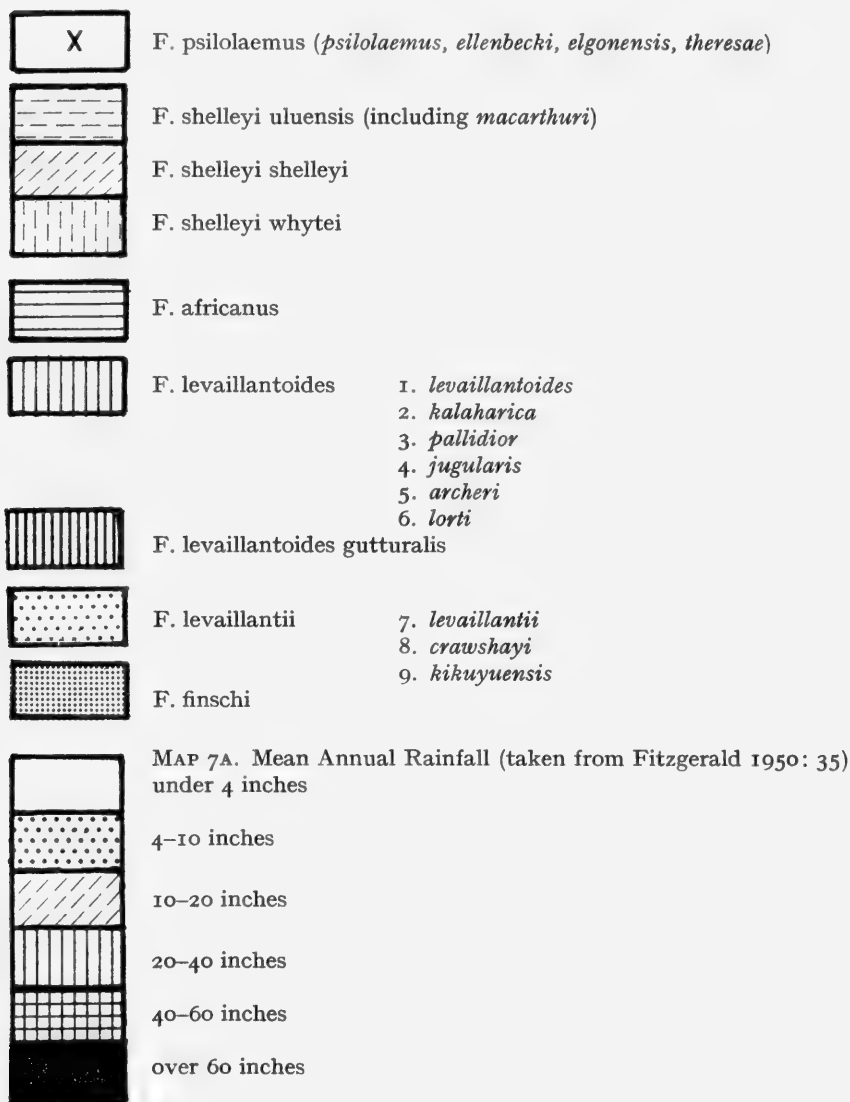 X F. psilolaemus (psilolaemus, ellenbecki, elgonensis, theresae)
F. shelleyi uluensis (including macarthuri)
F. shelleyi shelleyi
F. shelleyi whytei
F. africanus
F. levaillantoides 1. levaillantoides
2. kalaharica
3. pallidior
4. jugularis
5. archeri
6. lorti
F. levaillantoides gutturalis
F. levaillantii 7. levaillantii
8. crawshayi
9. kikuyuensis
F. finschi
MAP 7A. Mean Annual Rainfall (taken from Fitzgerald 1950: 35)
under 4 inches
4–10 inches
10–20 inches
20–40 inches
40–60 inches
over 60 inches